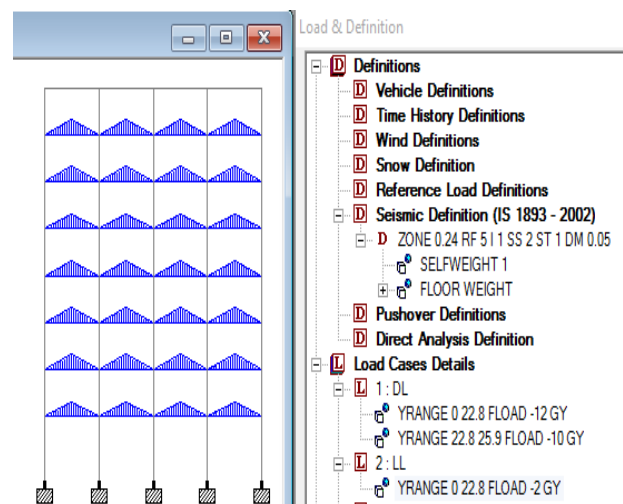 Load & Definition
D Definitions
D Vehicle Definitions
D Time History Definitions
D Wind Definitions
D Snow Definition
D Reference Load Definitions
D Seismic Definition (IS 1893 - 2002)
D ZONE 0.24 RF 5 I 1 SS 2 ST 1 DM 0.05
SELFWEIGHT 1
FLOOR WEIGHT
D Pushover Definitions
D Direct Analysis Definition
L Load Cases Details
L 1 : DL
YRANGE 0 22.8 FLOAD -12 GY
YRANGE 22.8 25.9 FLOAD -10 GY
L 2 : LL
YRANGE 0 22.8 FLOAD -2 GY